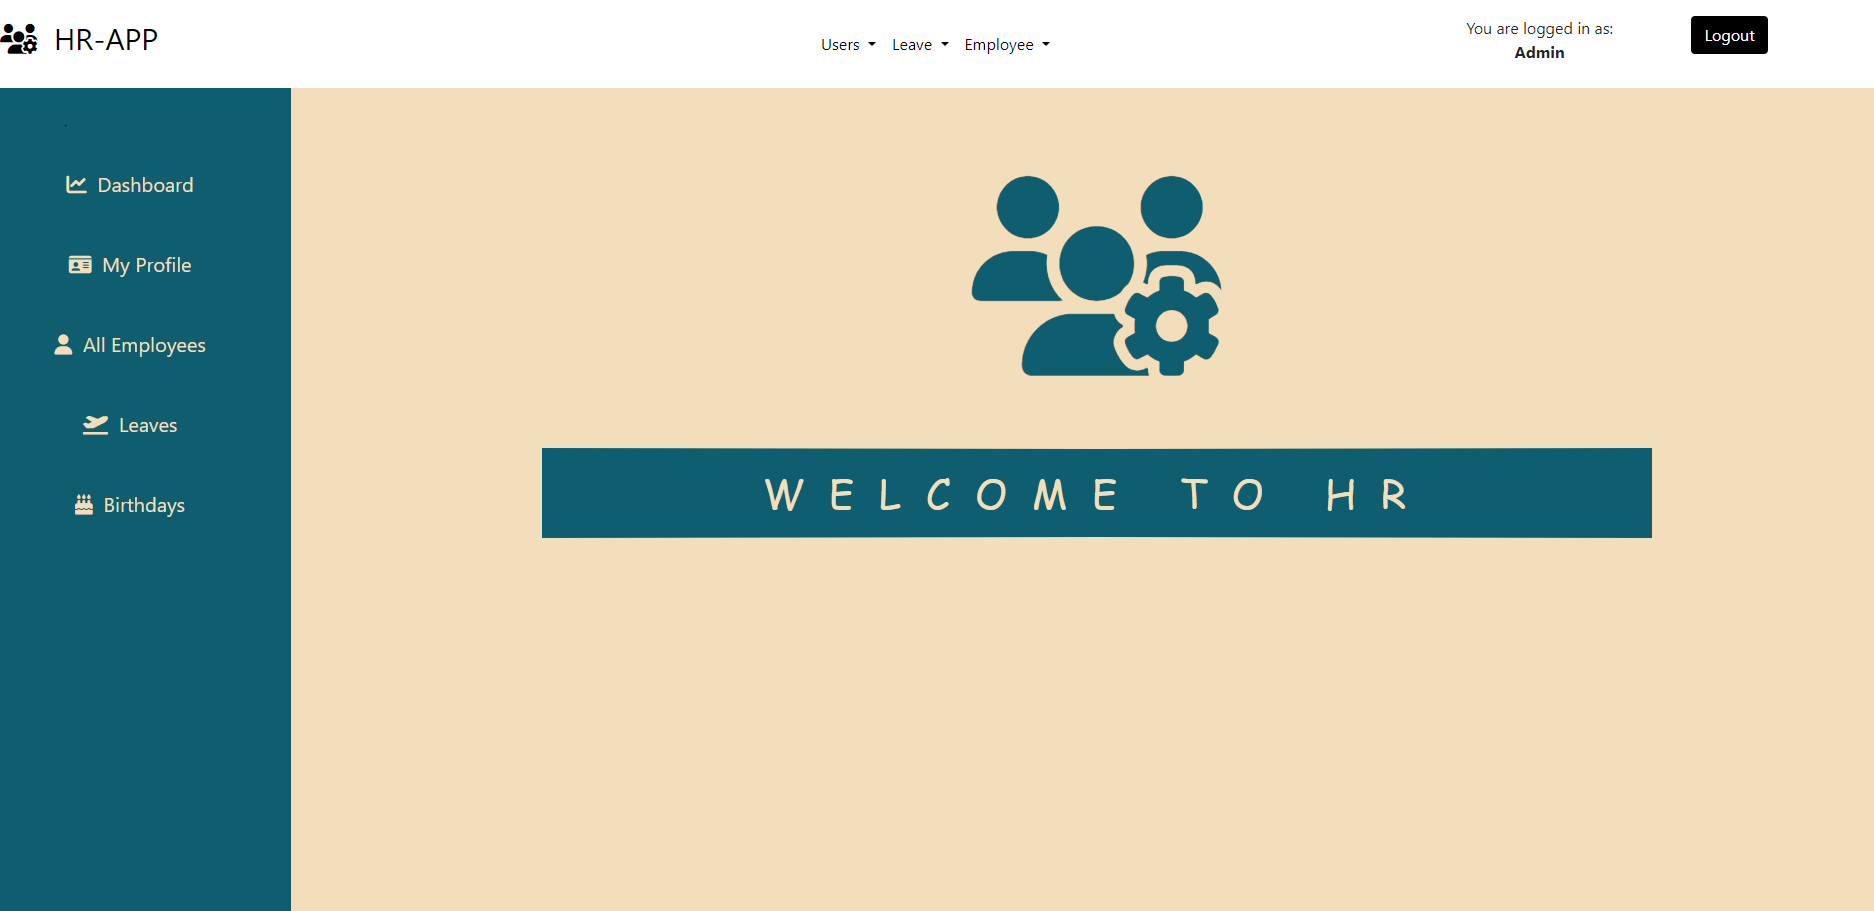 HR-APP
Users
Leave
Employee
You are logged in as:
Admin
Logout
Dashboard
My Profile
All Employees
Leaves
Birthdays
WELCOME TO HR